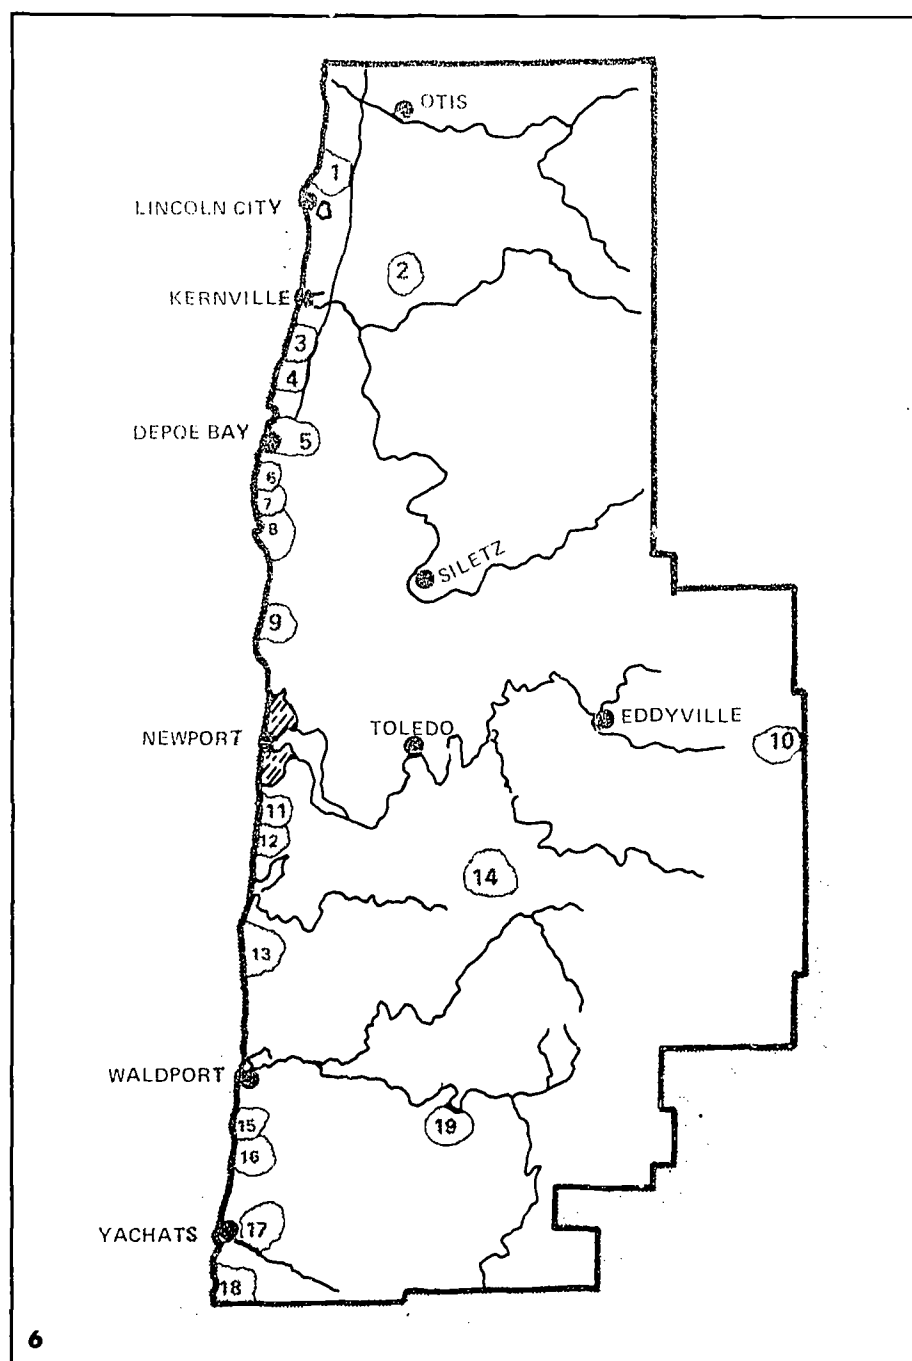 OTIS
1
LINCOLN CITY
2
KERNVILLE
3
4
DEPOE BAY
5
6
7
8
SILETZ
9
EDDYVILLE
TOLEDO
NEWPORT
10
11
12
14
13
WALDPORT
15
19
16
17
YACHATS
18
6